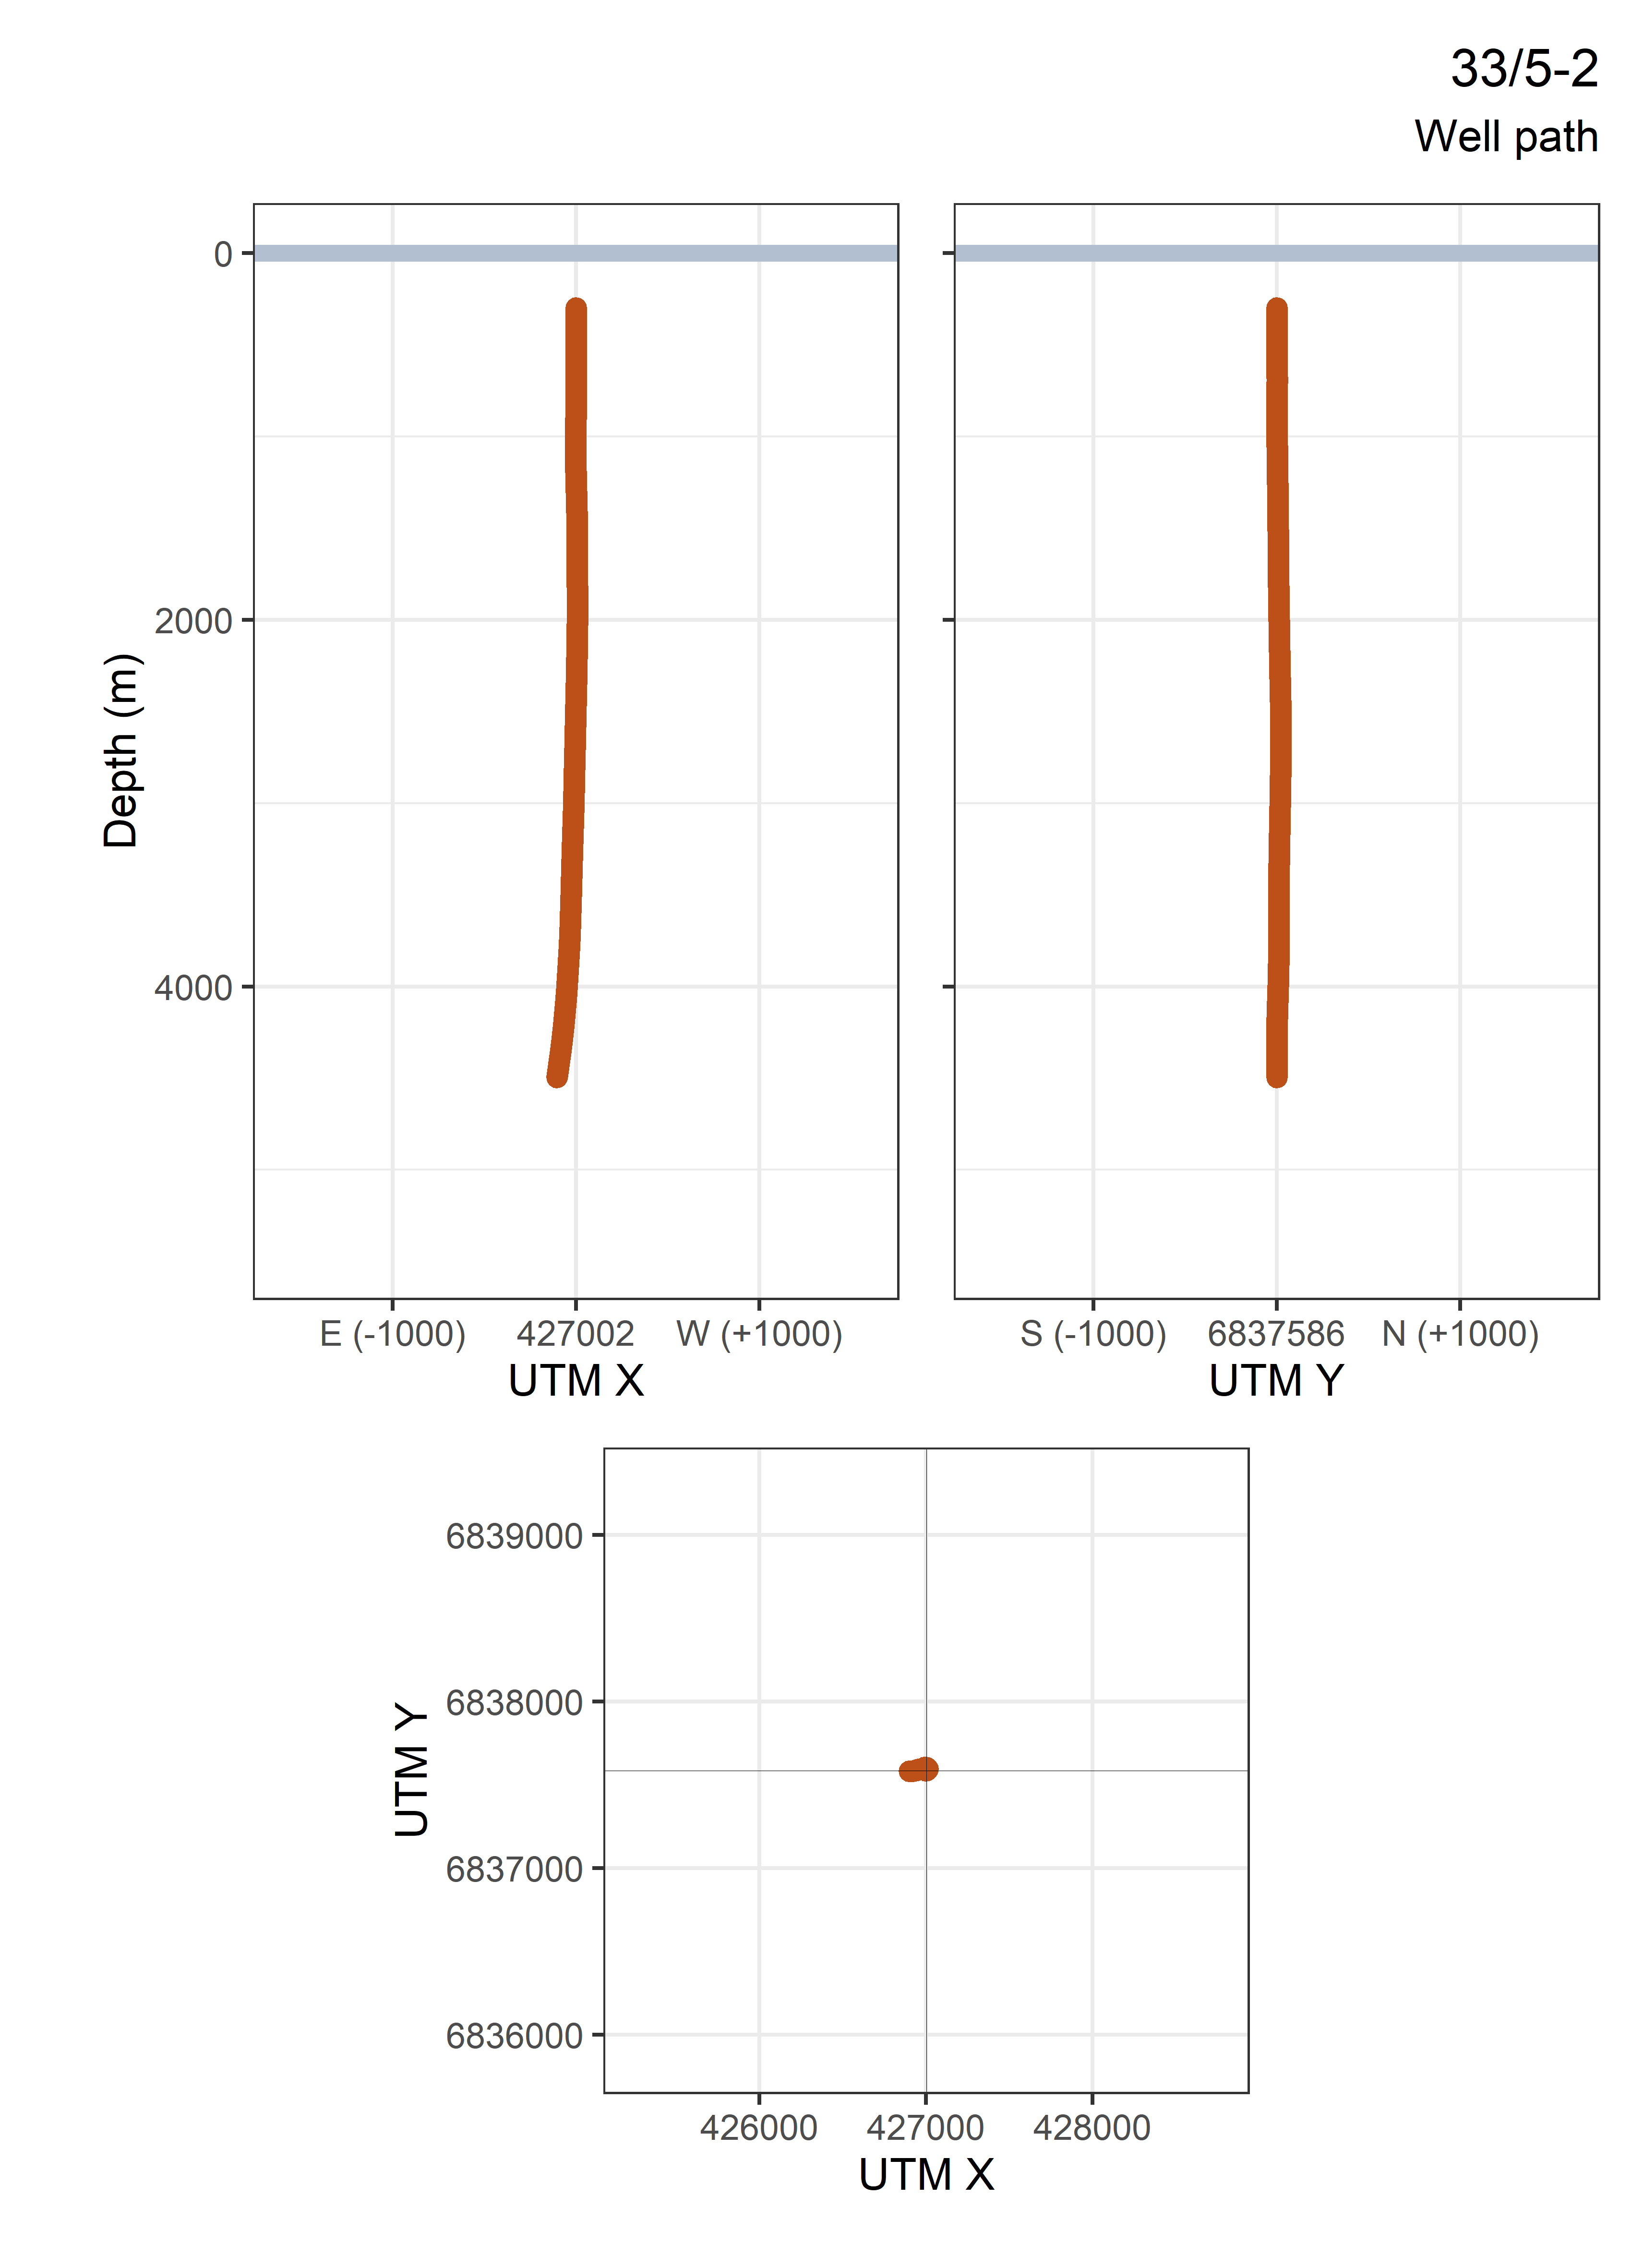 33/5-2
Well path
0
2000
4000
Depth (m)
E (-1000) 427002 W (+1000)
UTM X
S (-1000) 6837586 N (+1000)
UTM Y
6839000
6838000
6837000
6836000
UTM Y
426000 427000 428000
UTM X